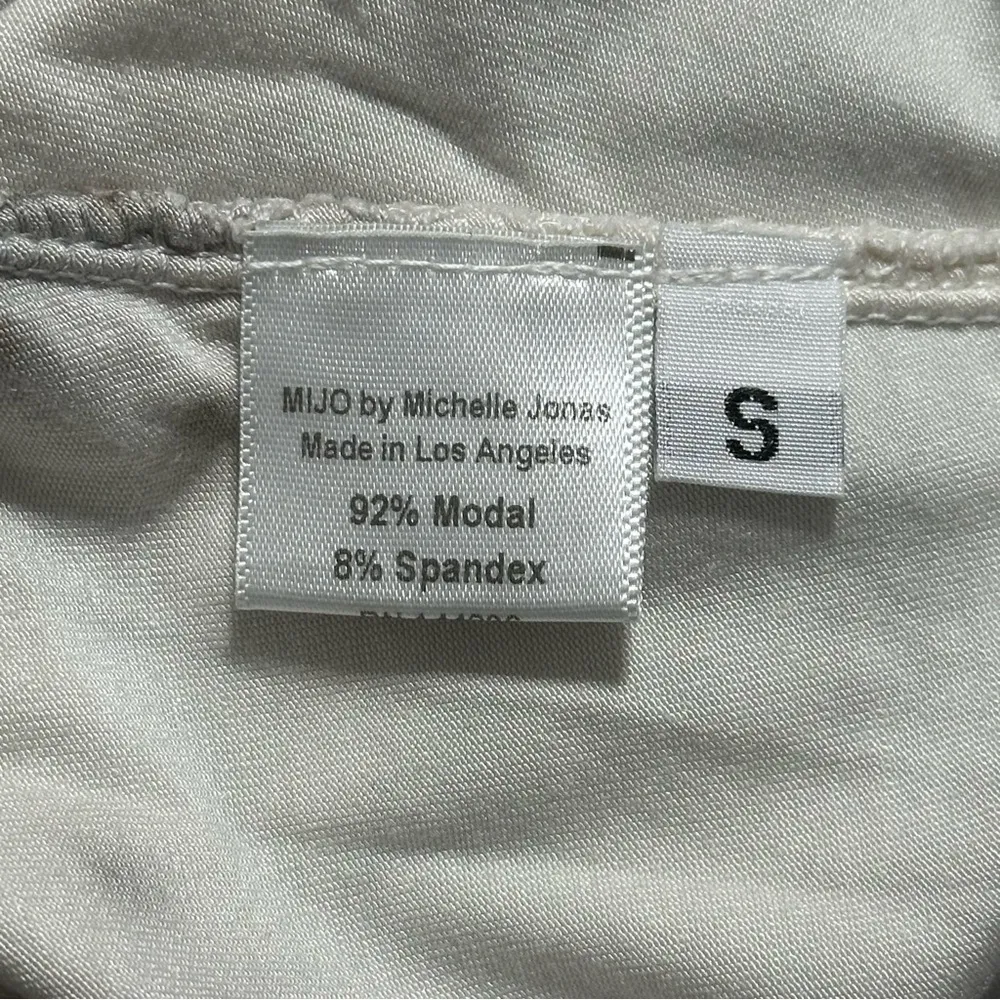 MIJO by Michelle Jonas
Made in Los Angeles
92% Modal
8% Spandex
S